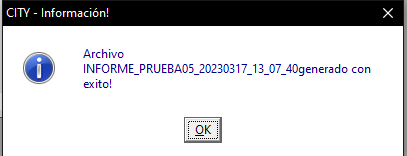 CITY - Información!
Archivo
INFORME_PRUEBA05_20230317_13_07_40generado con
exito!
OK